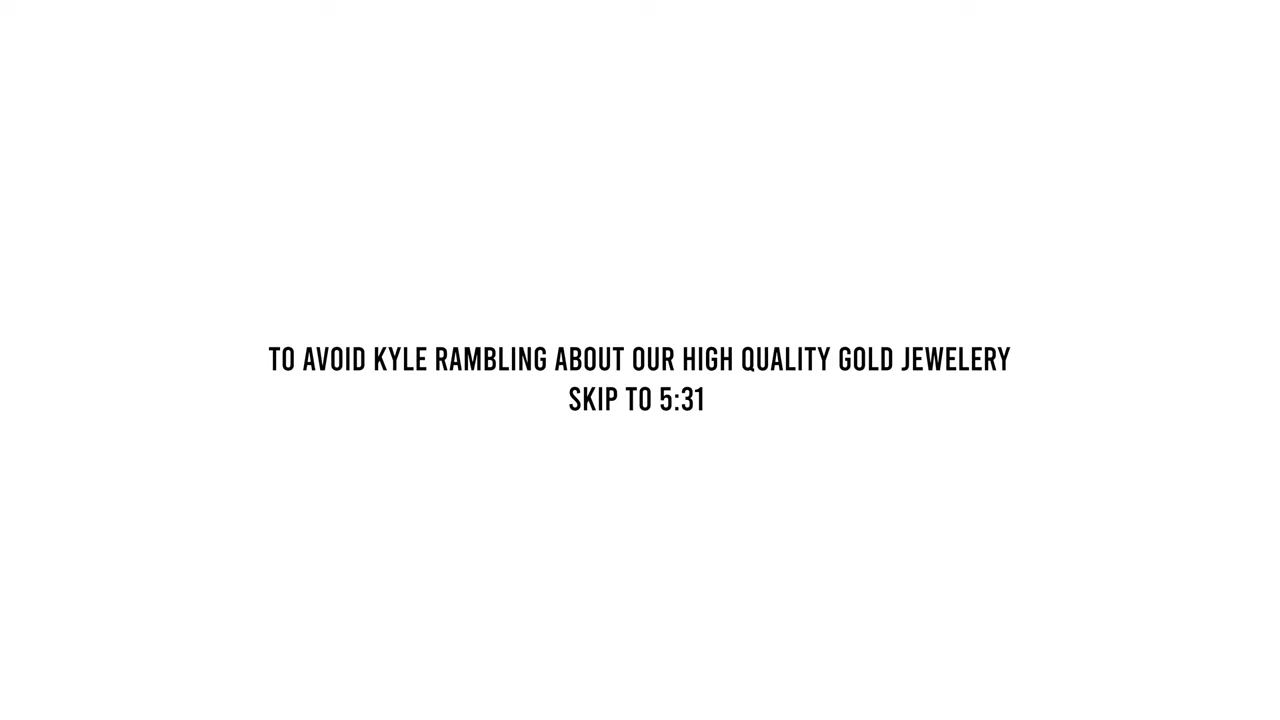 TO AVOID KYLE RAMBLING ABOUT OUR HIGH QUALITY GOLD JEWELERY
SKIP TO 5:31